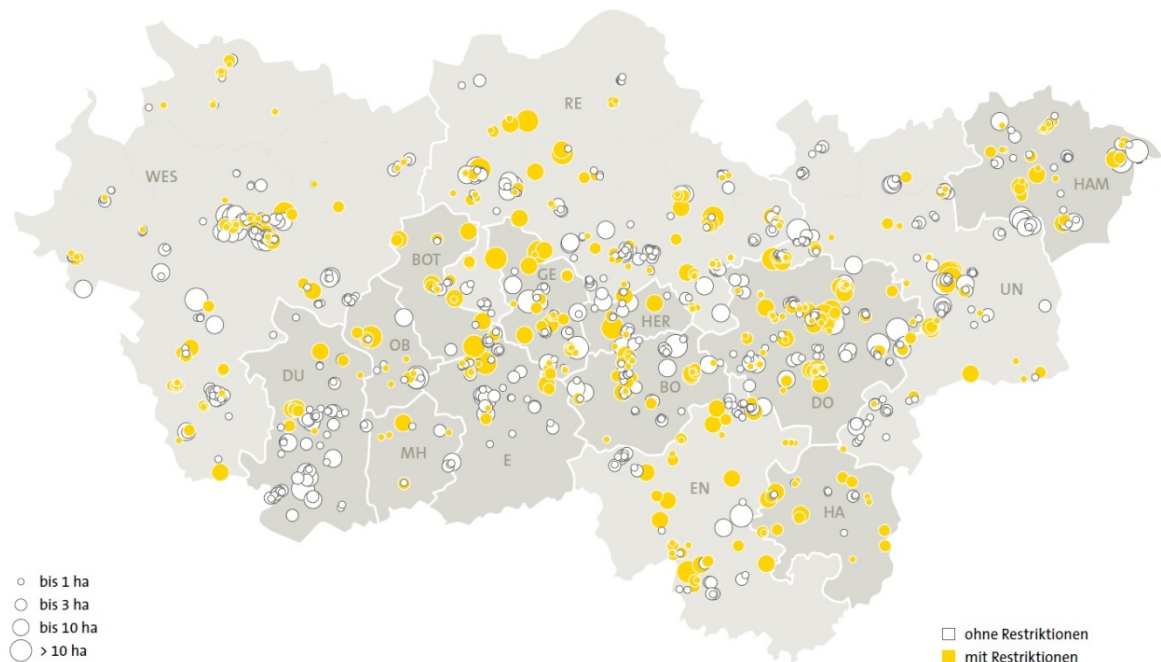 RE
WES
HAM
BOT
GE
UN
HER
OB
DU
BO
DO
MH
E
EN
HA
bis 1 ha
bis 3 ha
bis 10 ha
> 10 ha
ohne Restriktionen
mit Restriktionen